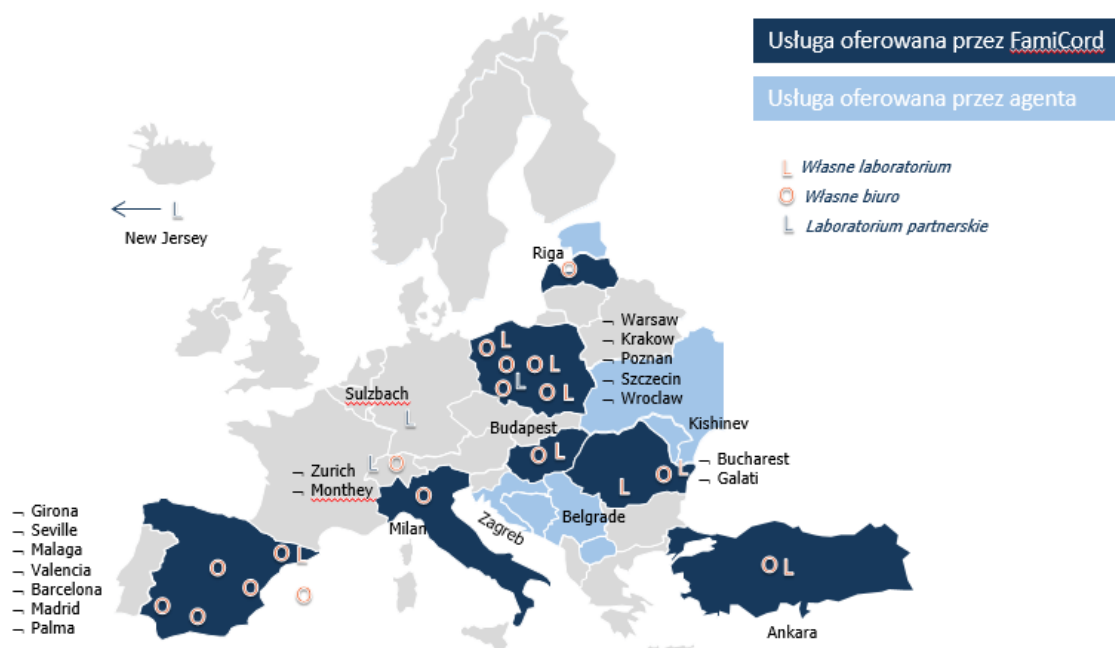 Usługa oferowana przez FamiCord
Usługa oferowana przez agenta
L Własne laboratorium
O Własne biuro
L Laboratorium partnerskie
L
New Jersey
Riga
O
¬ Warsaw
¬ Krakow
¬ Poznan
¬ Szczecin
¬ Wroclaw
O L
O O L
O L O L
Sulzbach
L
Budapest
O L
Kishinev
¬ Bucharest
¬ Galati
O L
L
L O
¬ Zurich
¬ Monthey
O
Milan
Zagreb
Belgrade
¬ Girona
¬ Seville
¬ Malaga
¬ Valencia
¬ Barcelona
¬ Madrid
¬ Palma
O L
O
O
O
O
O
O L
Ankara